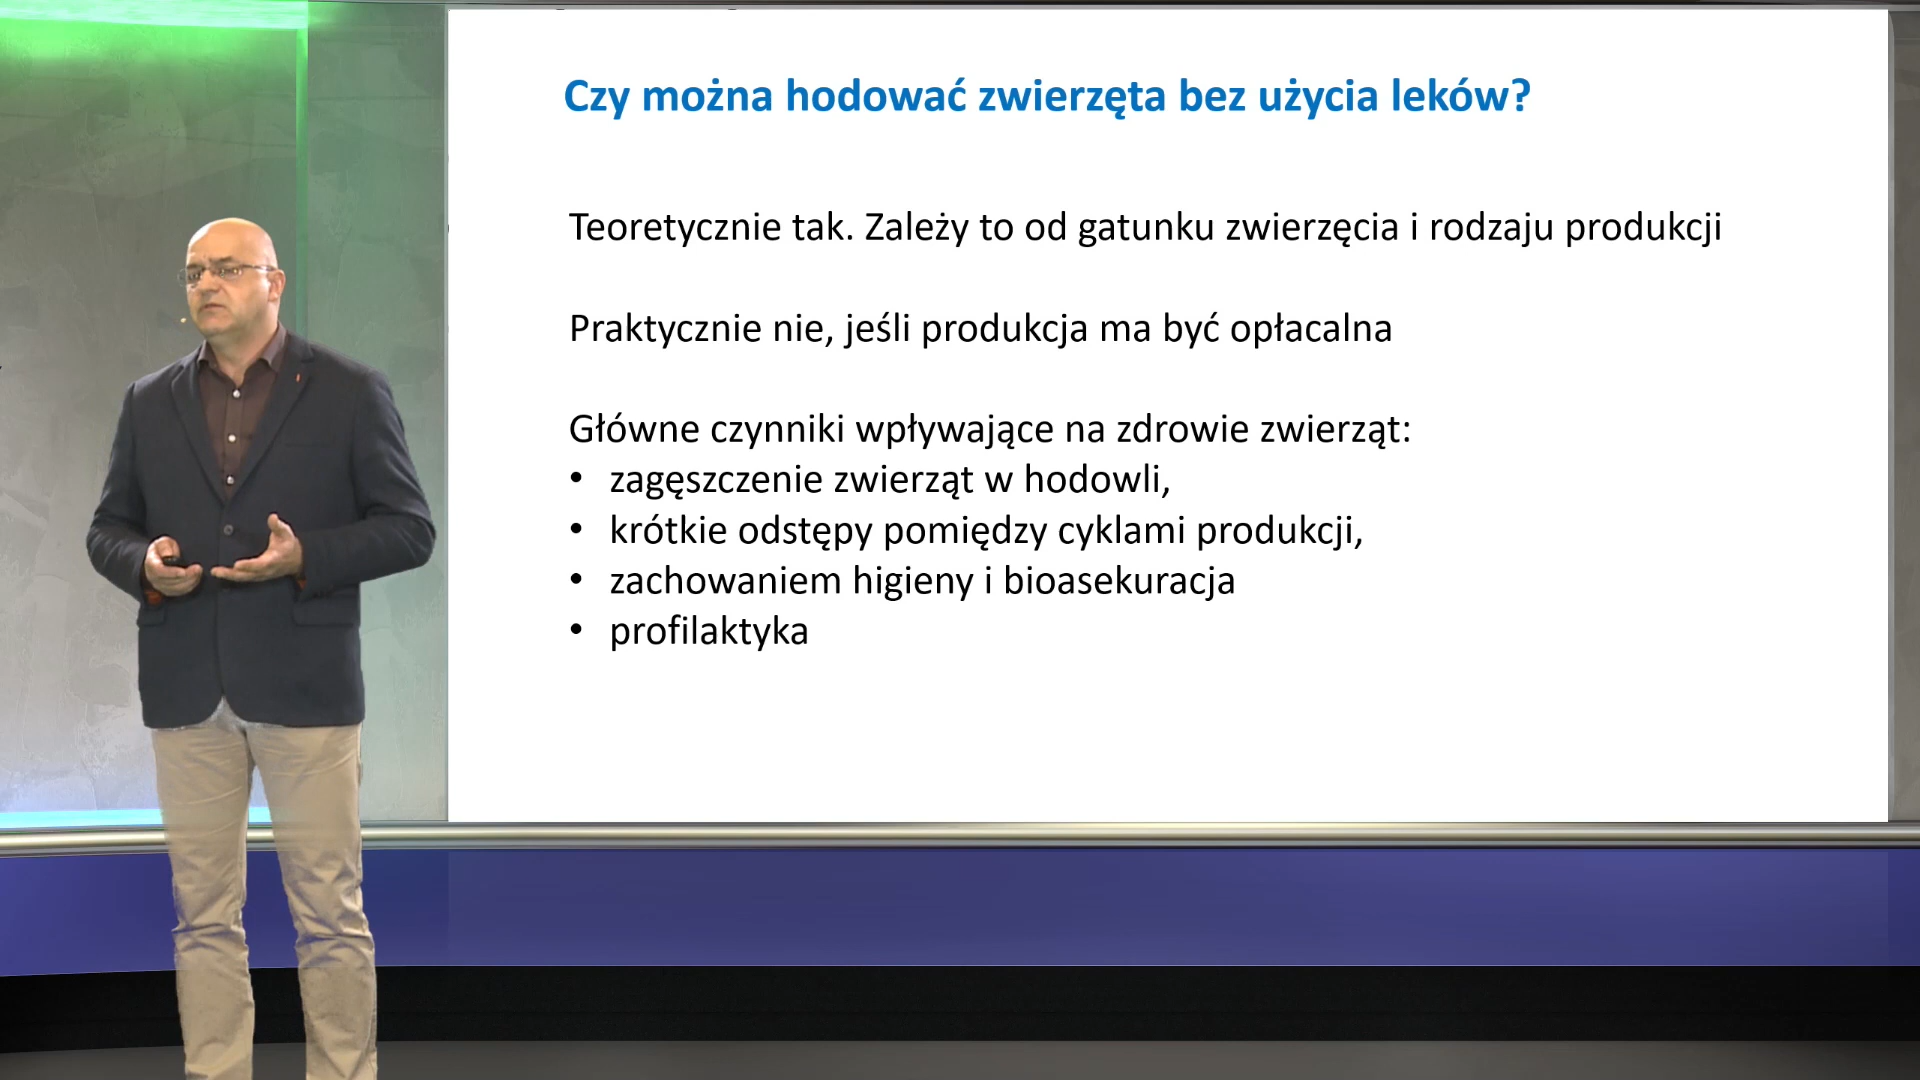 Czy można hodować zwierzęta bez użycia leków?
Teoretycznie tak. Zależy to od gatunku zwierzęcia i rodzaju produkcji
Praktycznie nie, jeśli produkcja ma być opłacalna
Główne czynniki wpływające na zdrowie zwierząt:
• zagęszczenie zwierząt w hodowli,
• krótkie odstępy pomiędzy cyklami produkcji,
• zachowaniem higieny i bioasekuracja
• profilaktyka